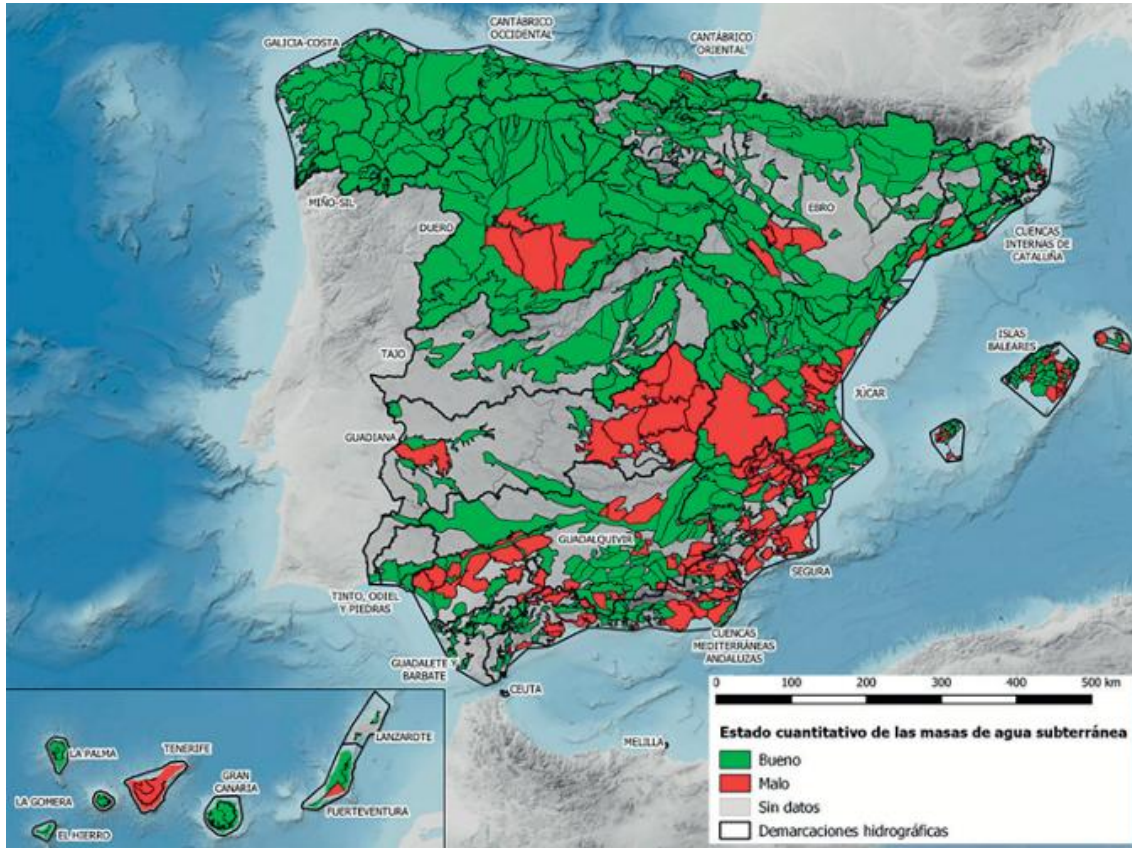 CANTÁBRICO
OCCIDENTAL
GALICIA-COSTA
CANTÁBRICO
ORIENTAL
MIÑO-SIL
DUERO
EBRO
CUENCAS
INTERNAS DE
CATALUÑA
TAJO
ISLAS
BALEARES
JÚCAR
GUADIANA
GUADALQUIVIR
SEGURA
TINTO, ODIEL
Y PIEDRAS
CUENCAS
MEDITERRÁNEAS
ANDALUZAS
GUADALETE Y
BARBATE
CEUTA
MELILLA
LA PALMA
TENERIFE
LANZAROTE
GRAN
CANARIA
LA GOMERA
FUERTEVENTURA
EL HIERRO
0 100 200 300 400 500 km
Estado cuantitativo de las masas de agua subterránea
Bueno
Malo
Sin datos
Demarcaciones hidrográficas